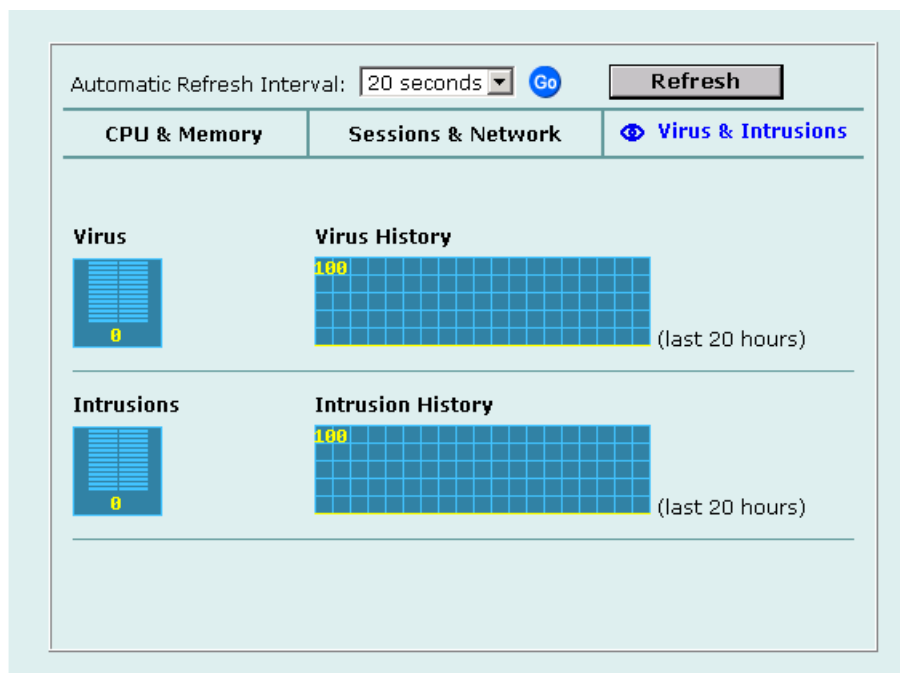 Automatic Refresh Interval: 20 seconds Go Refresh
CPU & Memory Sessions & Network Virus & Intrusions
Virus Virus History
100
0
(last 20 hours)
Intrusions Intrusion History
100
0
(last 20 hours)